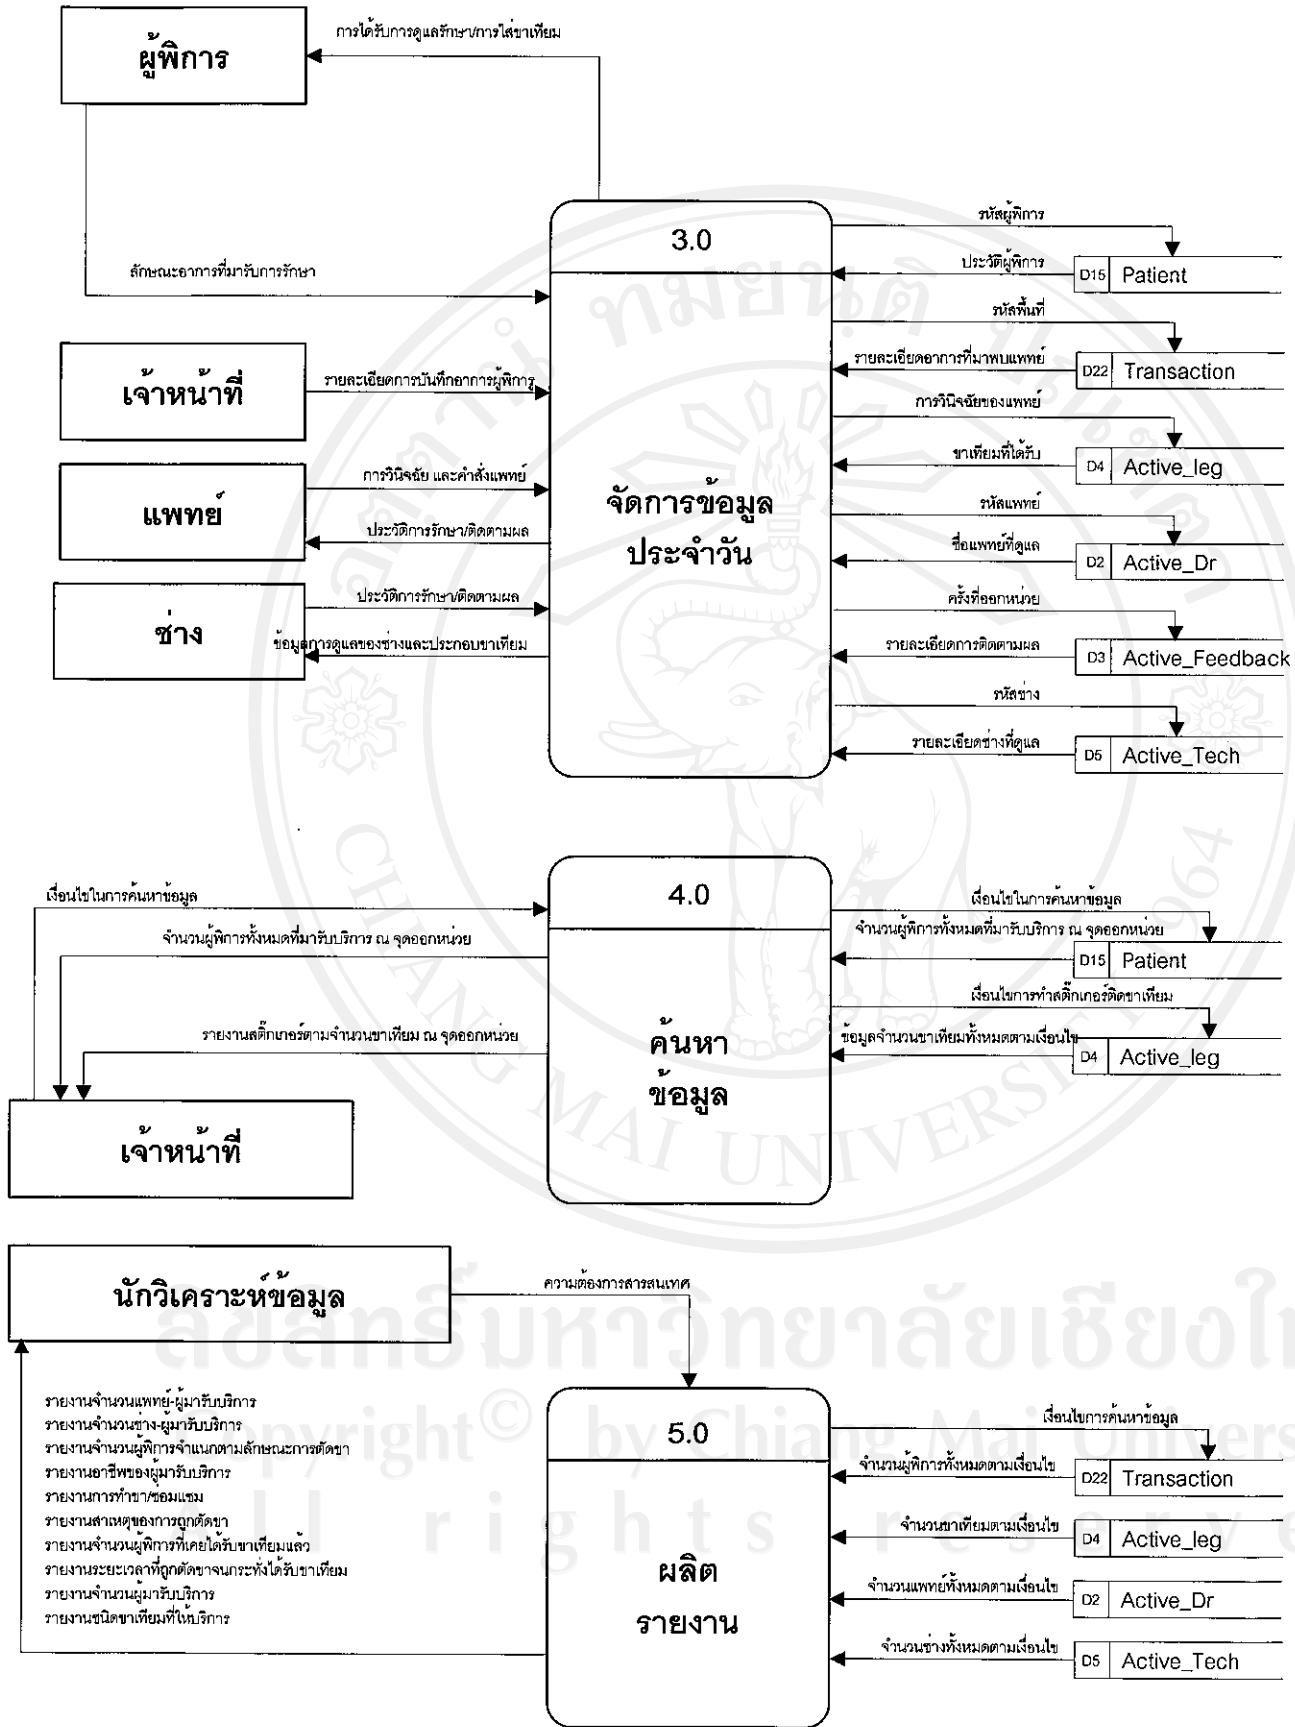 ผู้พิการ
การได้รับการดูแลรักษา/การใส่ขาเทียม
ลักษณะอาการที่มารับการรักษา
3.0
จัดการข้อมูล
ประจำวัน
เจ้าหน้าที่
รายละเอียดการบันทึกอาการผู้พิการ
แพทย์
การวินิจฉัย และคำสั่งแพทย์
ประวัติการรักษา/ติดตามผล
ช่าง
ประวัติการรักษา/ติดตามผล
ข้อมูลการดูแลของช่างและประกอบขาเทียม
รหัสผู้พิการ
ประวัติผู้พิการ
D15 Patient
รหัสพื้นที่
รายละเอียดอาการที่มาพบแพทย์
D22 Transaction
การวินิจฉัยของแพทย์
ขาเทียมที่ได้รับ
D4 Active_leg
รหัสแพทย์
ชื่อแพทย์ที่ดูแล
D2 Active_Dr
ครั้งที่ออกหน่วย
รายละเอียดการติดตามผล
D3 Active_Feedback
รหัสช่าง
รายละเอียดช่างที่ดูแล
D5 Active_Tech
เงื่อนไขในการค้นหาข้อมูล
จำนวนผู้พิการทั้งหมดที่มารับบริการ ณ จุดออกหน่วย
รายงานสติ๊กเกอร์ตามจำนวนขาเทียม ณ จุดออกหน่วย
เจ้าหน้าที่
4.0
ค้นหา
ข้อมูล
เงื่อนไขในการค้นหาข้อมูล
จำนวนผู้พิการทั้งหมดที่มารับบริการ ณ จุดออกหน่วย
D15 Patient
เงื่อนไขการทำสติ๊กเกอร์ติดขาเทียม
ข้อมูลจำนวนขาเทียมทั้งหมดตามเงื่อนไข
D4 Active_leg
นักวิเคราะห์ข้อมูล
ความต้องการสารสนเทศ
รายงานจำนวนแพทย์-ผู้มารับบริการ
รายงานจำนวนช่าง-ผู้มารับบริการ
รายงานจำนวนผู้พิการจำแนกตามลักษณะการตัดขา
รายงานอาชีพของผู้มารับบริการ
รายงานการทำขา/ซ่อมแซม
รายงานสาเหตุของการถูกตัดขา
รายงานจำนวนผู้พิการที่เคยได้รับขาเทียมแล้ว
รายงานระยะเวลาที่ถูกตัดขาจนกระทั่งได้รับขาเทียม
รายงานจำนวนผู้มารับบริการ
รายงานชนิดขาเทียมที่ให้บริการ
5.0
ผลิต
รายงาน
เงื่อนไขการค้นหาข้อมูล
จำนวนผู้พิการทั้งหมดตามเงื่อนไข
D22 Transaction
จำนวนขาเทียมตามเงื่อนไข
D4 Active_leg
จำนวนแพทย์ทั้งหมดตามเงื่อนไข
D2 Active_Dr
จำนวนช่างทั้งหมดตามเงื่อนไข
D5 Active_Tech
CHIANG MAI UNIVERSITY 1964
ลิขสิทธิ์มหาวิทยาลัยเชียงให
Copyright© by Chiang Mai Univers
All rights reserve